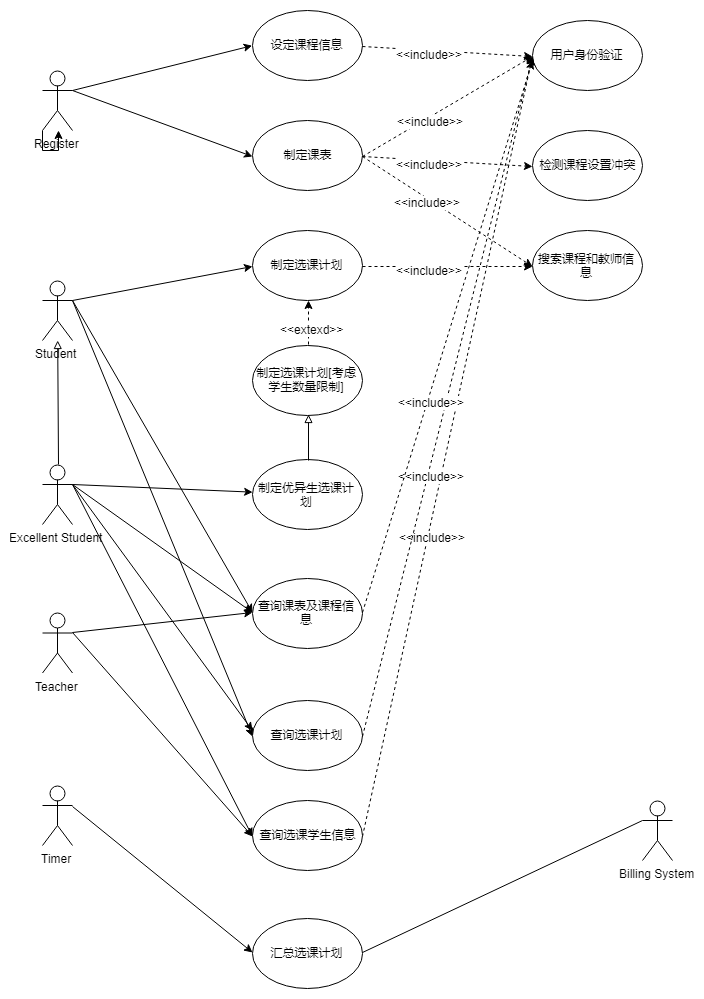 设定课程信息
<<include>>
用户身份验证
<<include>>
Register
制定课表
<<include>>
检测课程设置冲突
<<include>>
制定选课计划
<<include>>
搜索课程和教师信
息
<<extexd>>
Student
制定选课计划[考虑
学生数量限制]
<<include>>
<<include>>
制定优异生选课计
划
Excellent Student
<<include>>
查询课表及课程信
息
Teacher
查询选课计划
查询选课学生信息
Timer
Billing System
汇总选课计划